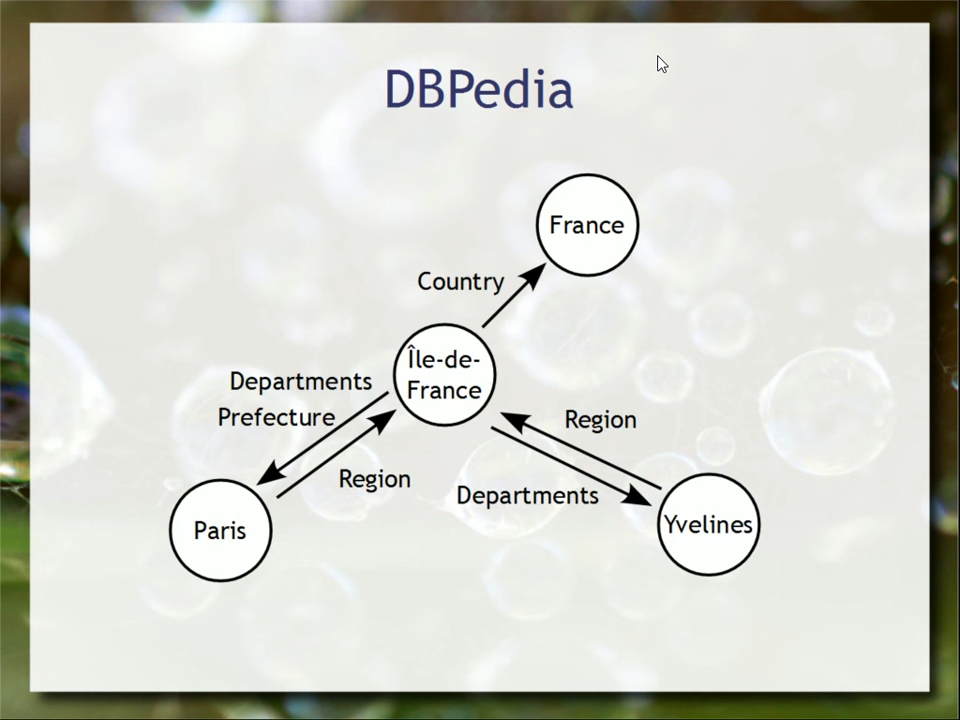 DBPedia
France
Country
Île-de-
France
Departments
Prefecture
Region
Region
Departments
Paris
Yvelines